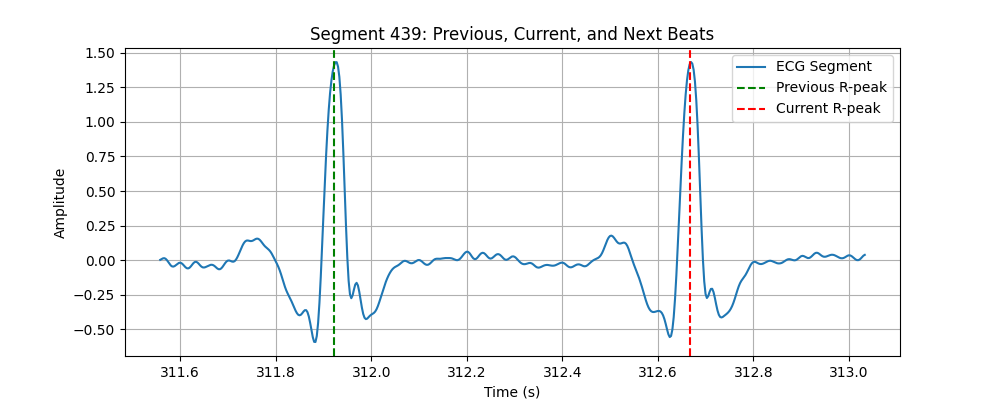 Segment 439: Previous, Current, and Next Beats
1.50
1.25
1.00
0.75
0.50
0.25
0.00
−0.25
−0.50
Amplitude
ECG Segment
Previous R-peak
Current R-peak
311.6 311.8 312.0 312.2 312.4 312.6 312.8 313.0
Time (s)